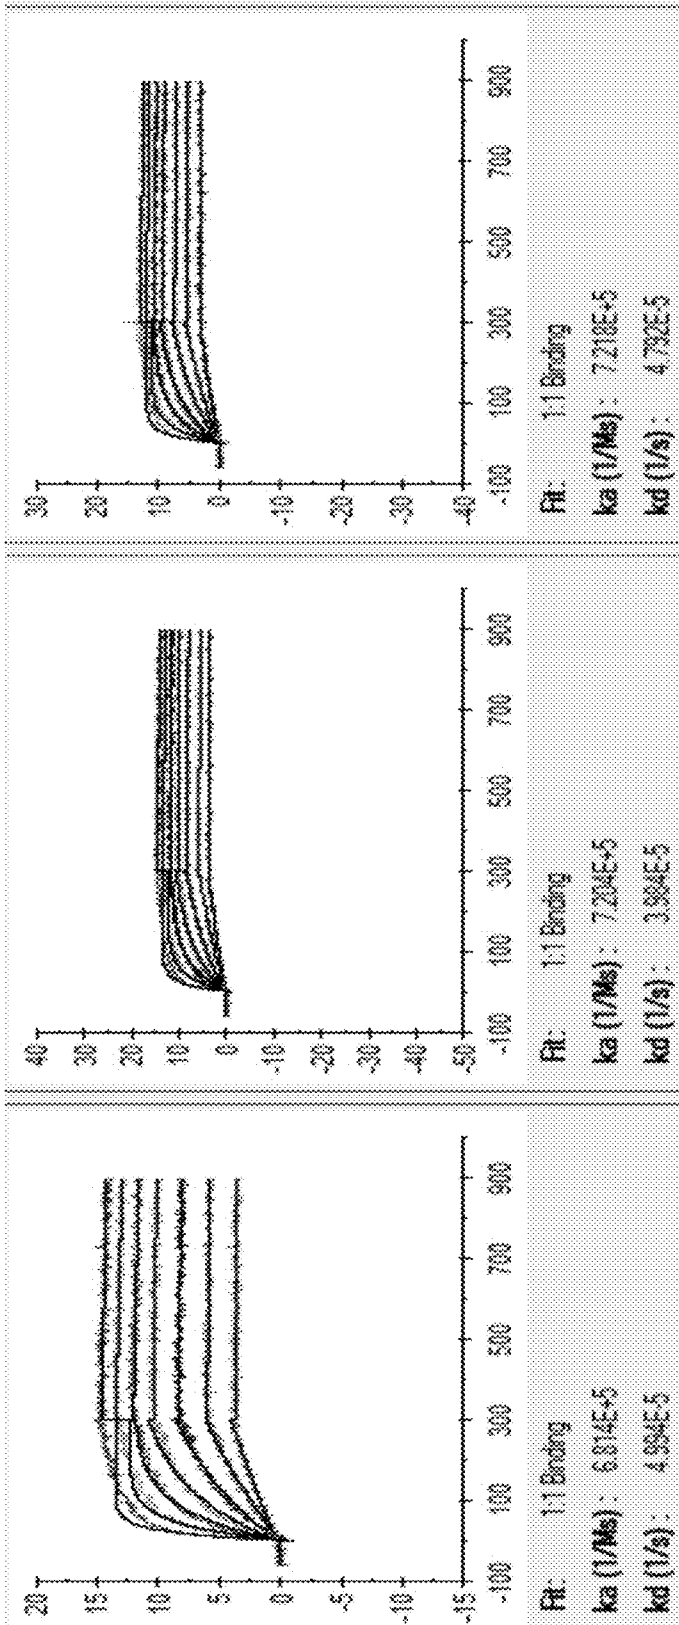 20
15
10
5
0
-5
-10
-15
-100 100 300 500 700 900
Fit: 1:1 Binding
ka (1/Ms) : 6.814E+5
kd (1/s) : 4.994E-5
40
30
20
10
0
-10
-20
-30
-40
-50
-100 100 300 500 700 900
Fit: 1:1 Binding
ka (1/Ms) : 7.204E+5
kd (1/s) : 3.984E-5
30
20
10
0
-10
-20
-30
-40
-100 100 300 500 700 900
Fit: 1:1 Binding
ka (1/Ms) : 7.218E+5
kd (1/s) : 4.792E-5